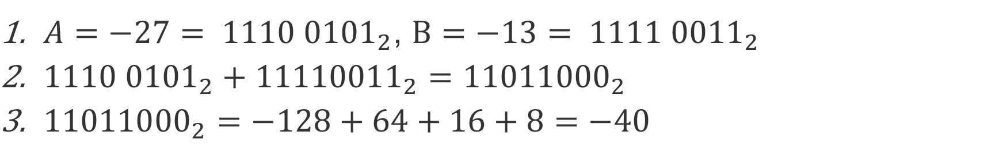 1. A = −27 = 1110 0101₂, B = −13 = 1111 0011₂
2. 1110 0101₂ + 11110011₂ = 11011000₂
3. 11011000₂ = −128 + 64 + 16 + 8 = −40